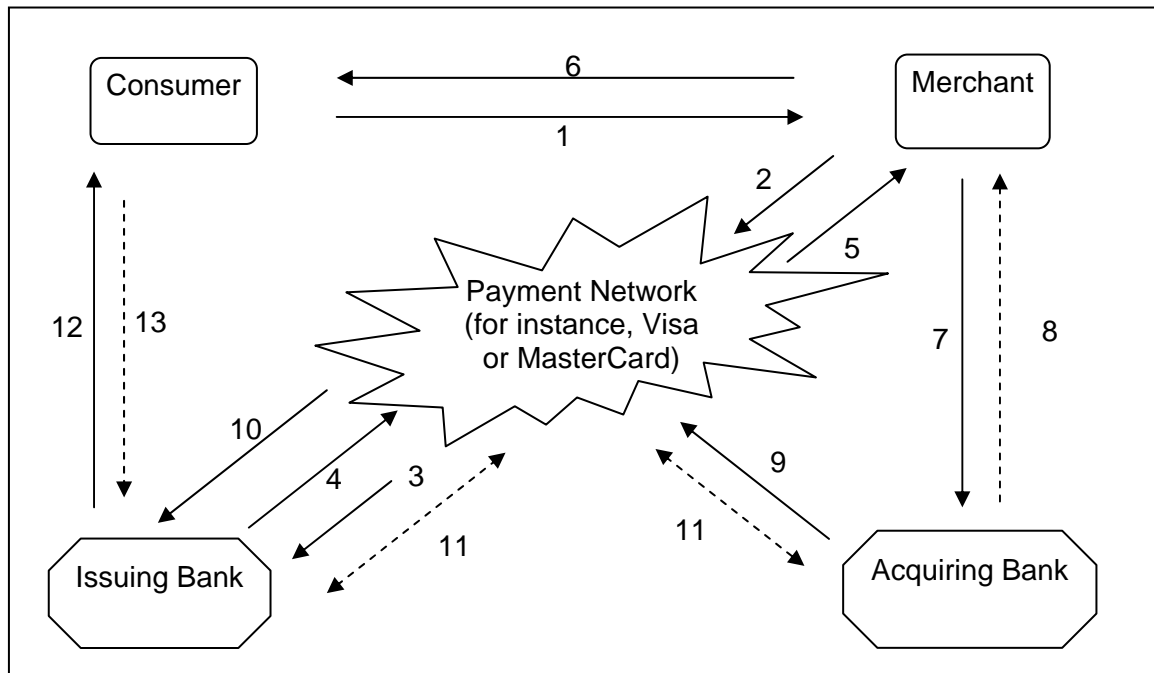 Consumer
6
Merchant
1
2
5
Payment Network
(for instance, Visa
or MasterCard)
12
13
7
8
10
4
3
9
11
11
Issuing Bank
Acquiring Bank